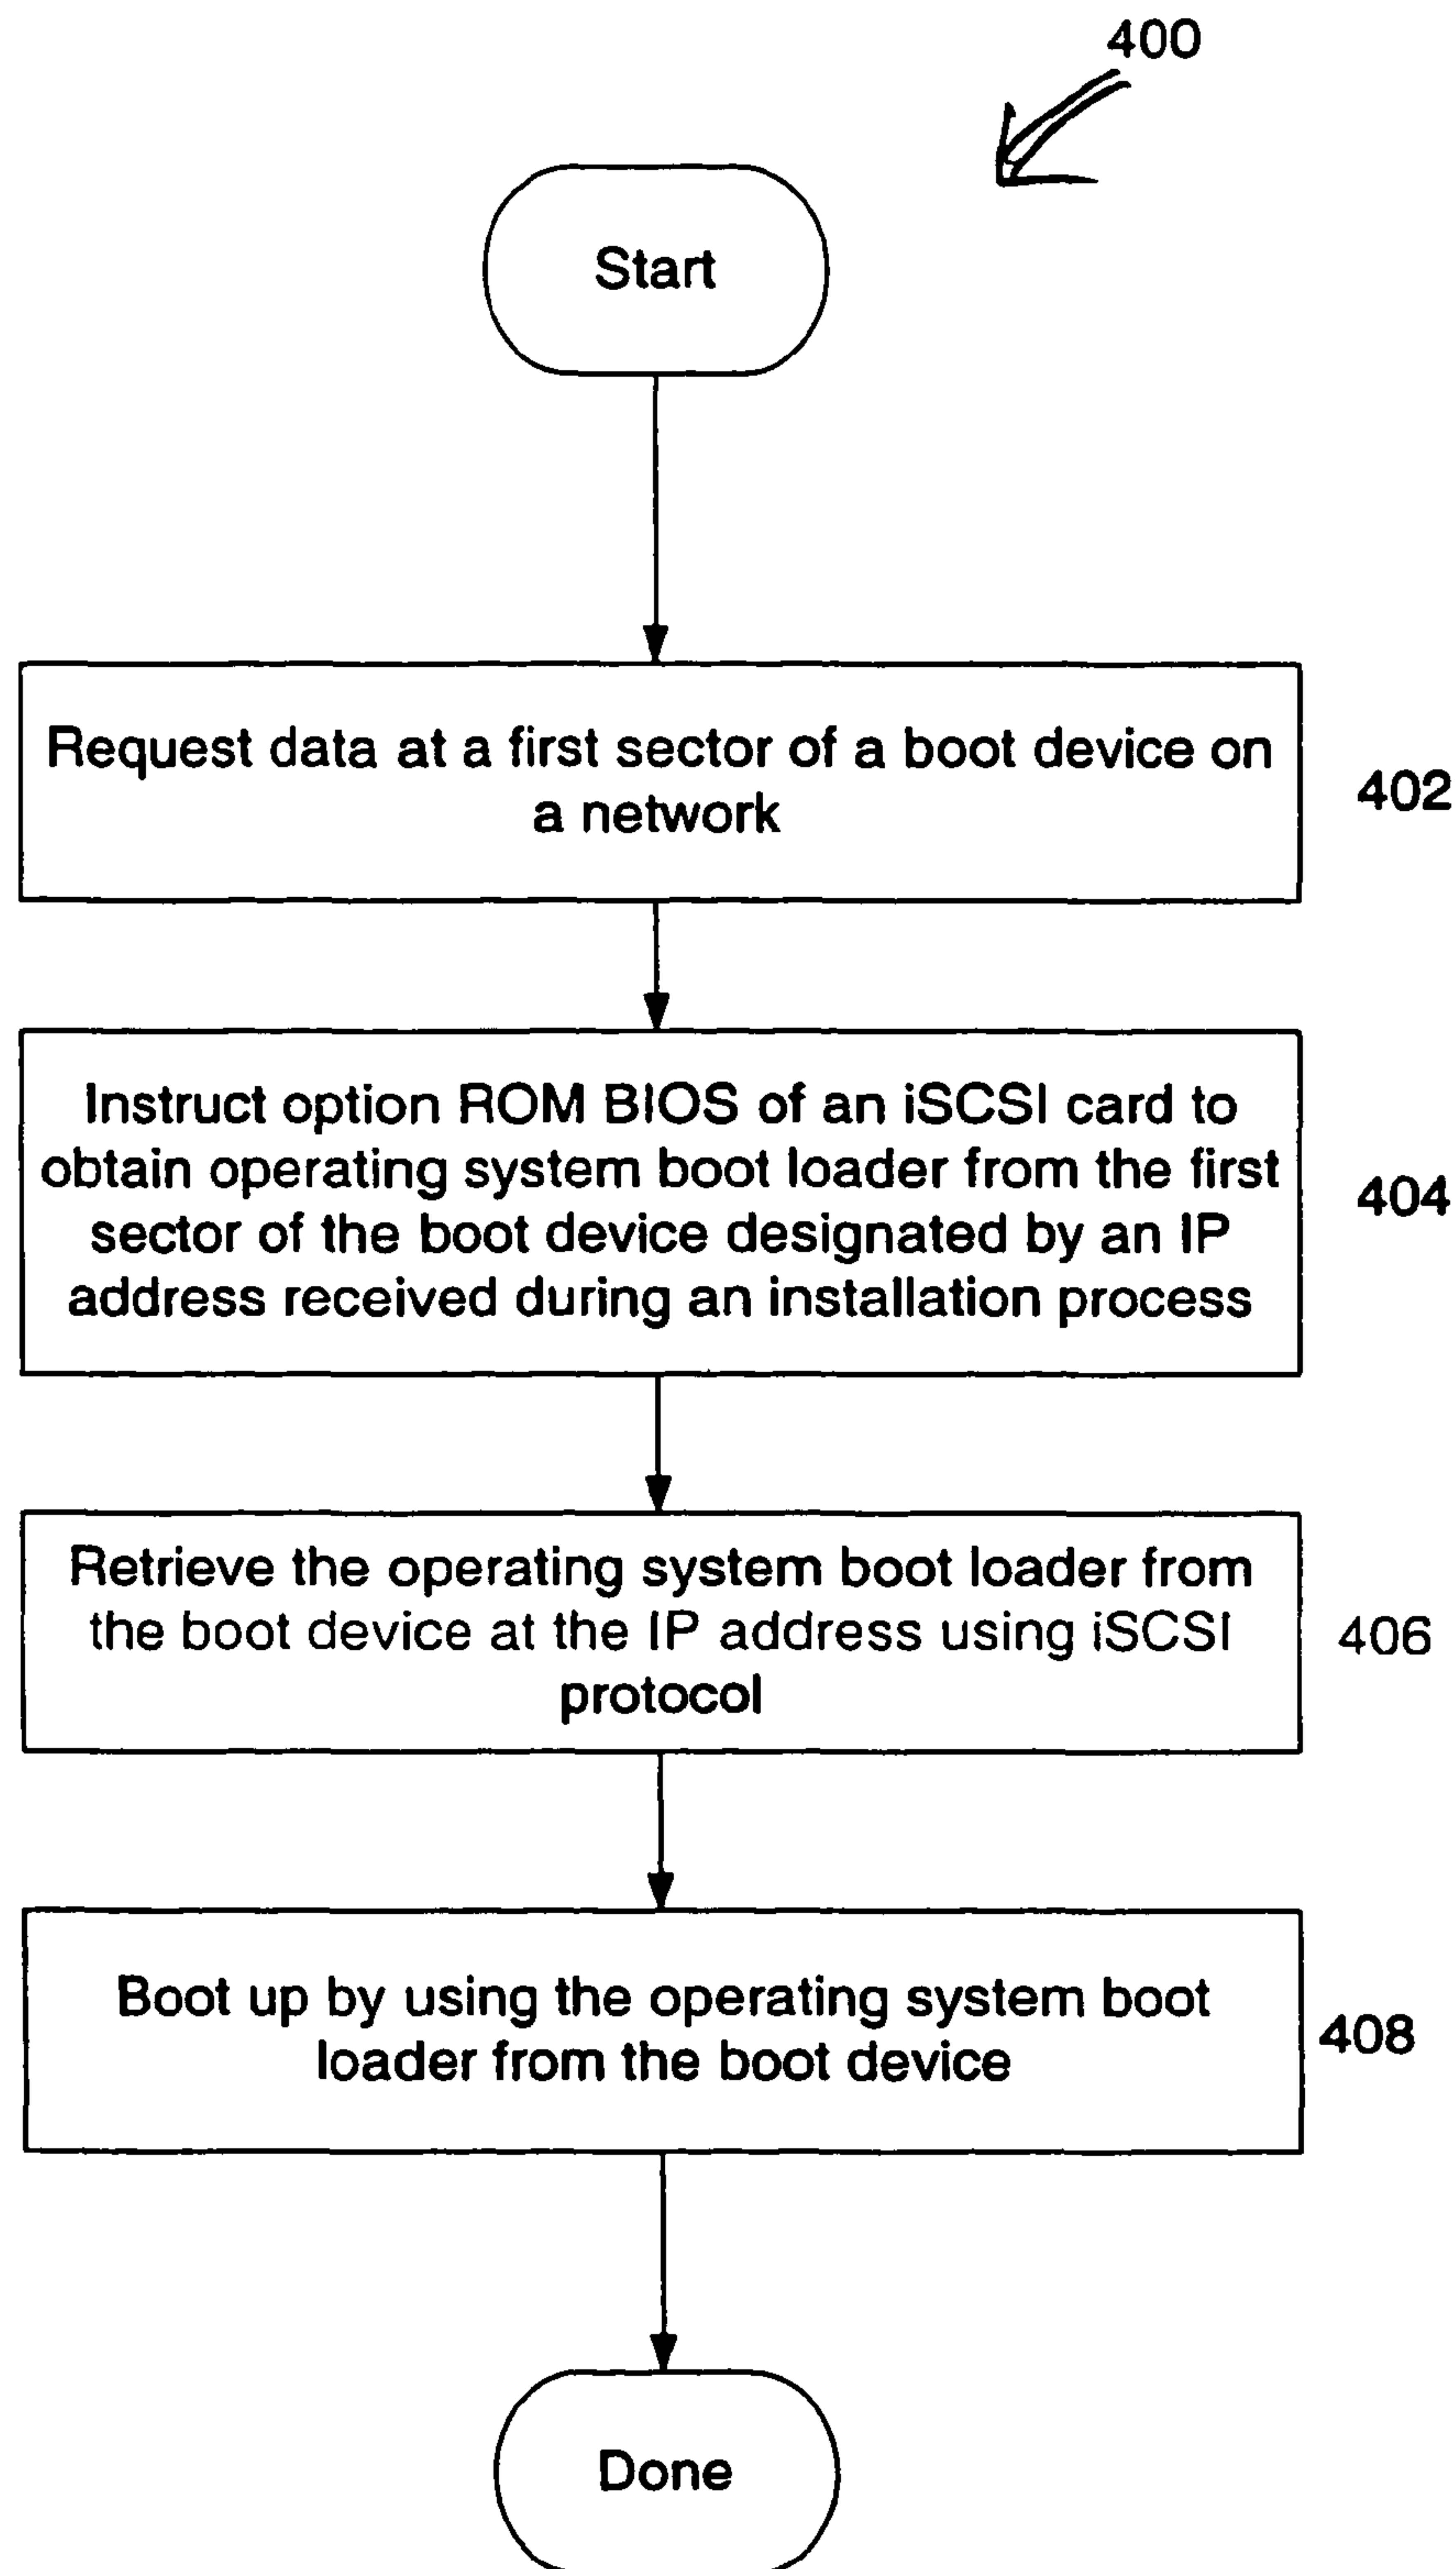 400
Start
Request data at a first sector of a boot device on
a network
402
Instruct option ROM BIOS of an iSCSI card to
obtain operating system boot loader from the first
sector of the boot device designated by an IP
address received during an installation process
404
Retrieve the operating system boot loader from
the boot device at the IP address using iSCSI
protocol
406
Boot up by using the operating system boot
loader from the boot device
408
Done